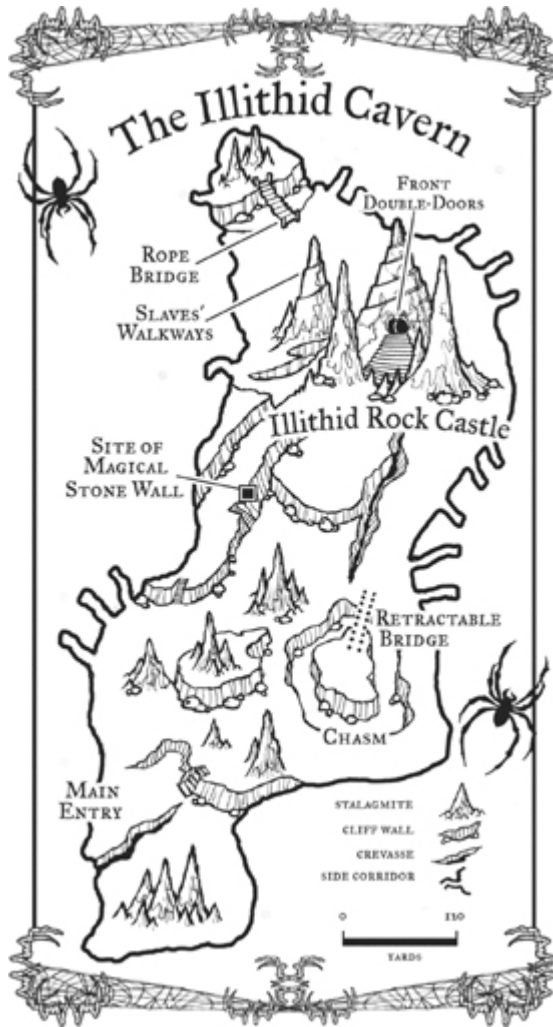 The Illithid Cavern
Front
Double-Doors
Rope
Bridge
Slaves'
Walkways
Illithid Rock Castle
Site of
Magical
Stone Wall
Retractable
Bridge
Chasm
Main
Entry
Stalagmite
Cliff Wall
Crevasse
Side Corridor
0 110
Yards